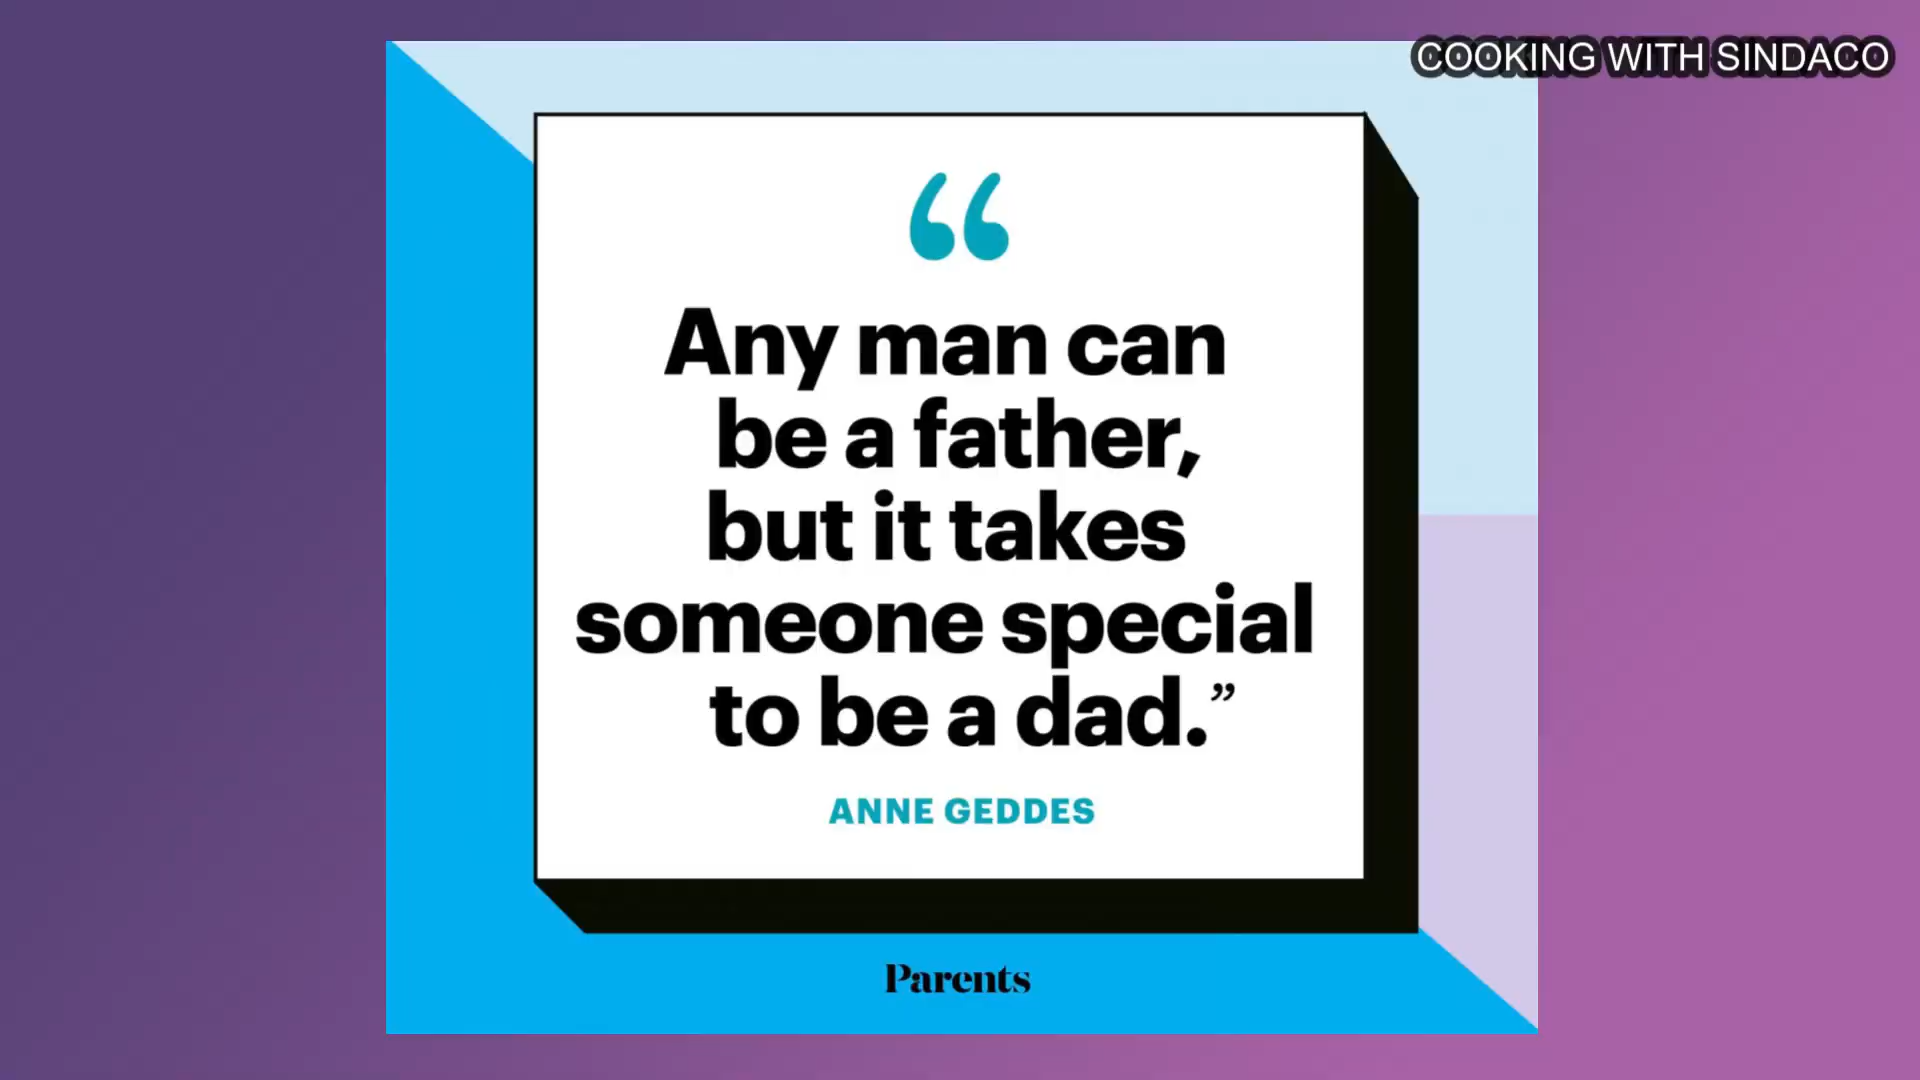 COOKING WITH SINDACO
“
Any man can
be a father,
but it takes
someone special
to be a dad.”
ANNE GEDDES
Parents